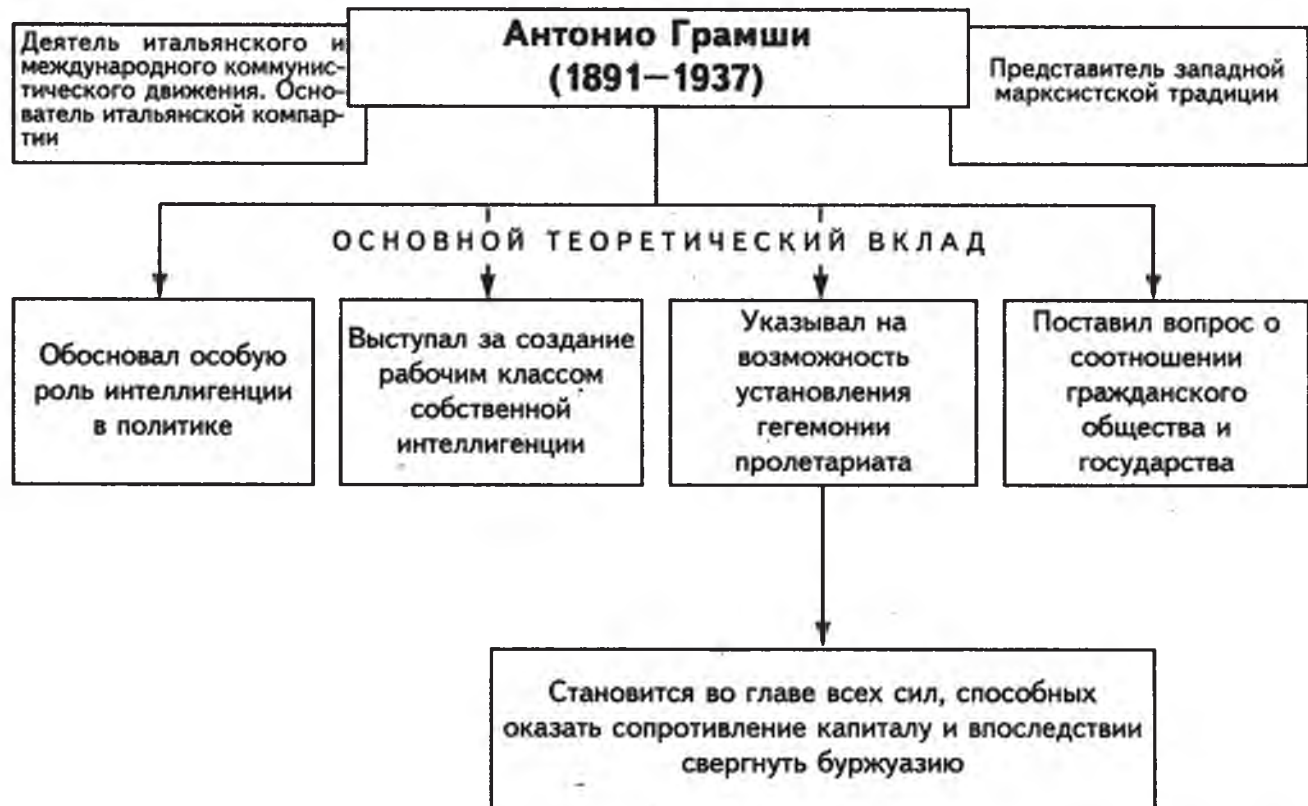 Деятель итальянского и
международного коммунис-
тического движения. Осно-
ватель итальянской компар-
тии
Антонио Грамши
(1891—1937)
Представитель западной
марксистской традиции
ОСНОВНОЙ ТЕОРЕТИЧЕСКИЙ ВКЛАД
Обосновал особую
роль интеллигенции
в политике
Выступал за создание
рабочим классом
собственной
интеллигенции
Указывал на
возможность
установления
гегемонии
пролетариата
Поставил вопрос о
соотношении
гражданского
общества и
государства
Становится во главе всех сил, способных
оказать сопротивление капиталу и впоследствии
свергнуть буржуазию